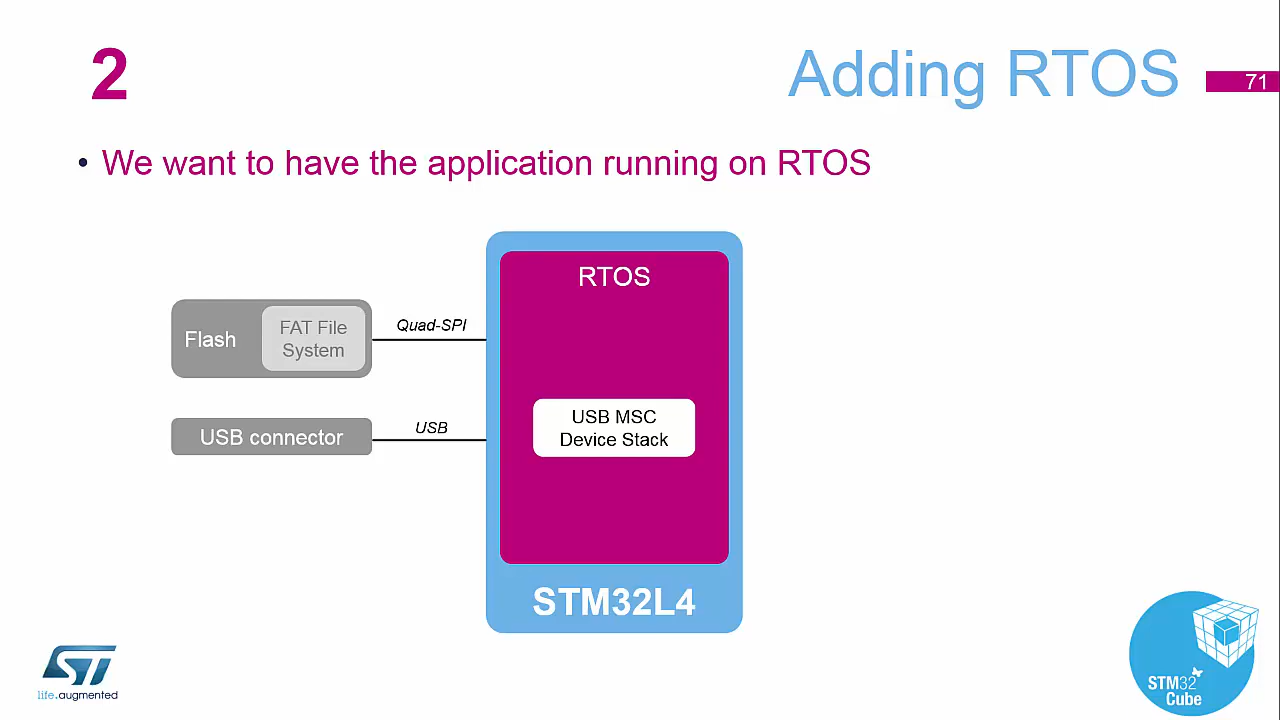 2
Adding RTOS
71
• We want to have the application running on RTOS
RTOS
Flash
FAT File
System
Quad-SPI
USB connector
USB
USB MSC
Device Stack
STM32L4
ST
life.augmented
STM32
Cube